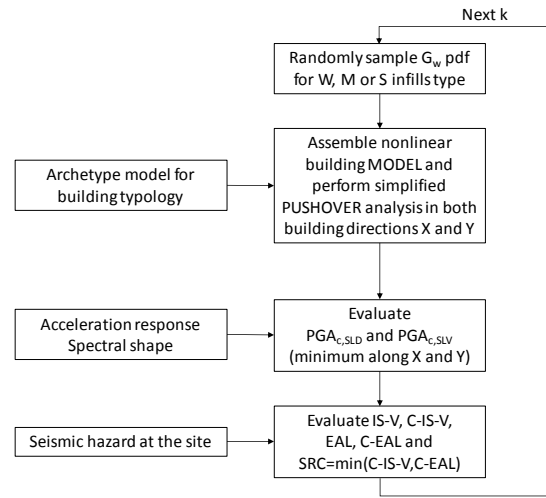 Next k
Randomly sample Gw pdf
for W, M or S infills type
Assemble nonlinear
building MODEL and
perform simplified
PUSHOVER analysis in both
building directions X and Y
Archetype model for
building typology
Evaluate
PGAc,SLD and PGAc,SLV
(minimum along X and Y)
Acceleration response
Spectral shape
Evaluate IS-V, C-IS-V,
EAL, C-EAL and
SRC=min(C-IS-V,C-EAL)
Seismic hazard at the site